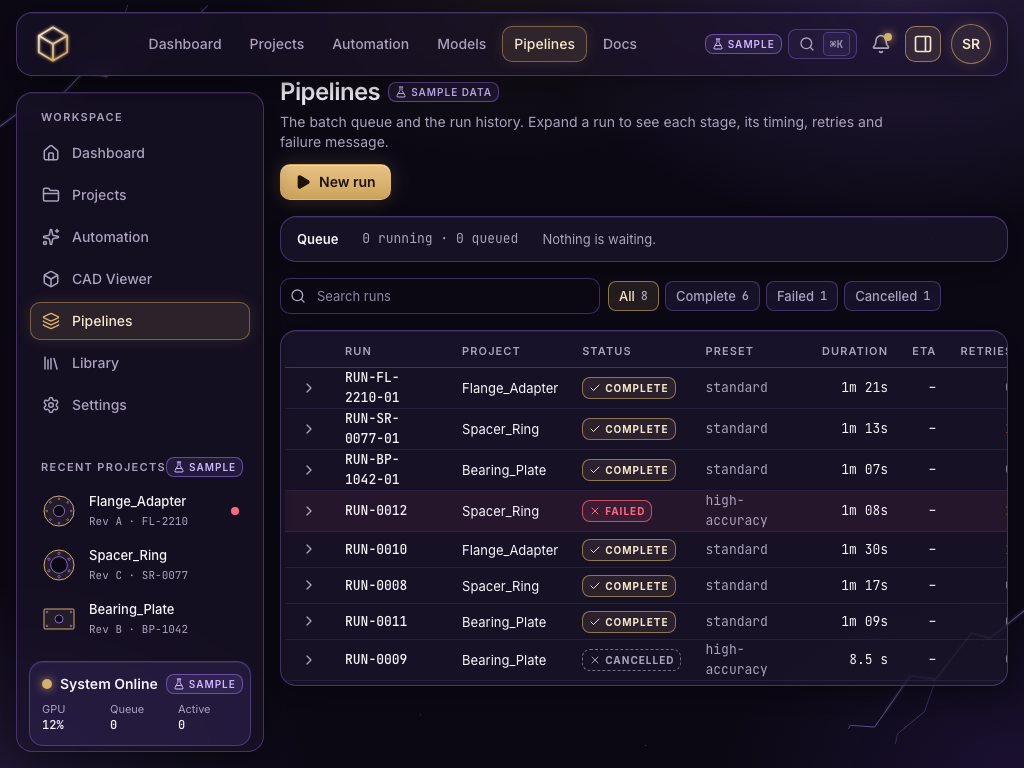 Dashboard Projects Automation Models Pipelines Docs SAMPLE ⌘K SR
WORKSPACE
Dashboard
Projects
Automation
CAD Viewer
Pipelines
Library
Settings
RECENT PROJECTS SAMPLE
Flange_Adapter
Rev A · FL-2210
Spacer_Ring
Rev C · SR-0077
Bearing_Plate
Rev B · BP-1042
System Online SAMPLE
GPU Queue Active
12% 0 0
Pipelines SAMPLE DATA
The batch queue and the run history. Expand a run to see each stage, its timing, retries and
failure message.
New run
Queue 0 running · 0 queued Nothing is waiting.
Search runs All 8 Complete 6 Failed 1 Cancelled 1
RUN PROJECT STATUS PRESET DURATION ETA RETRIES
RUN-FL-
2210-01 Flange_Adapter COMPLETE standard 1m 21s –
RUN-SR-
0077-01 Spacer_Ring COMPLETE standard 1m 13s –
RUN-BP-
1042-01 Bearing_Plate COMPLETE standard 1m 07s –
RUN-0012 Spacer_Ring FAILED high-
accuracy 1m 08s –
RUN-0010 Flange_Adapter COMPLETE standard 1m 30s –
RUN-0008 Spacer_Ring COMPLETE standard 1m 17s –
RUN-0011 Bearing_Plate COMPLETE standard 1m 09s –
RUN-0009 Bearing_Plate CANCELLED high-
accuracy 8.5 s –